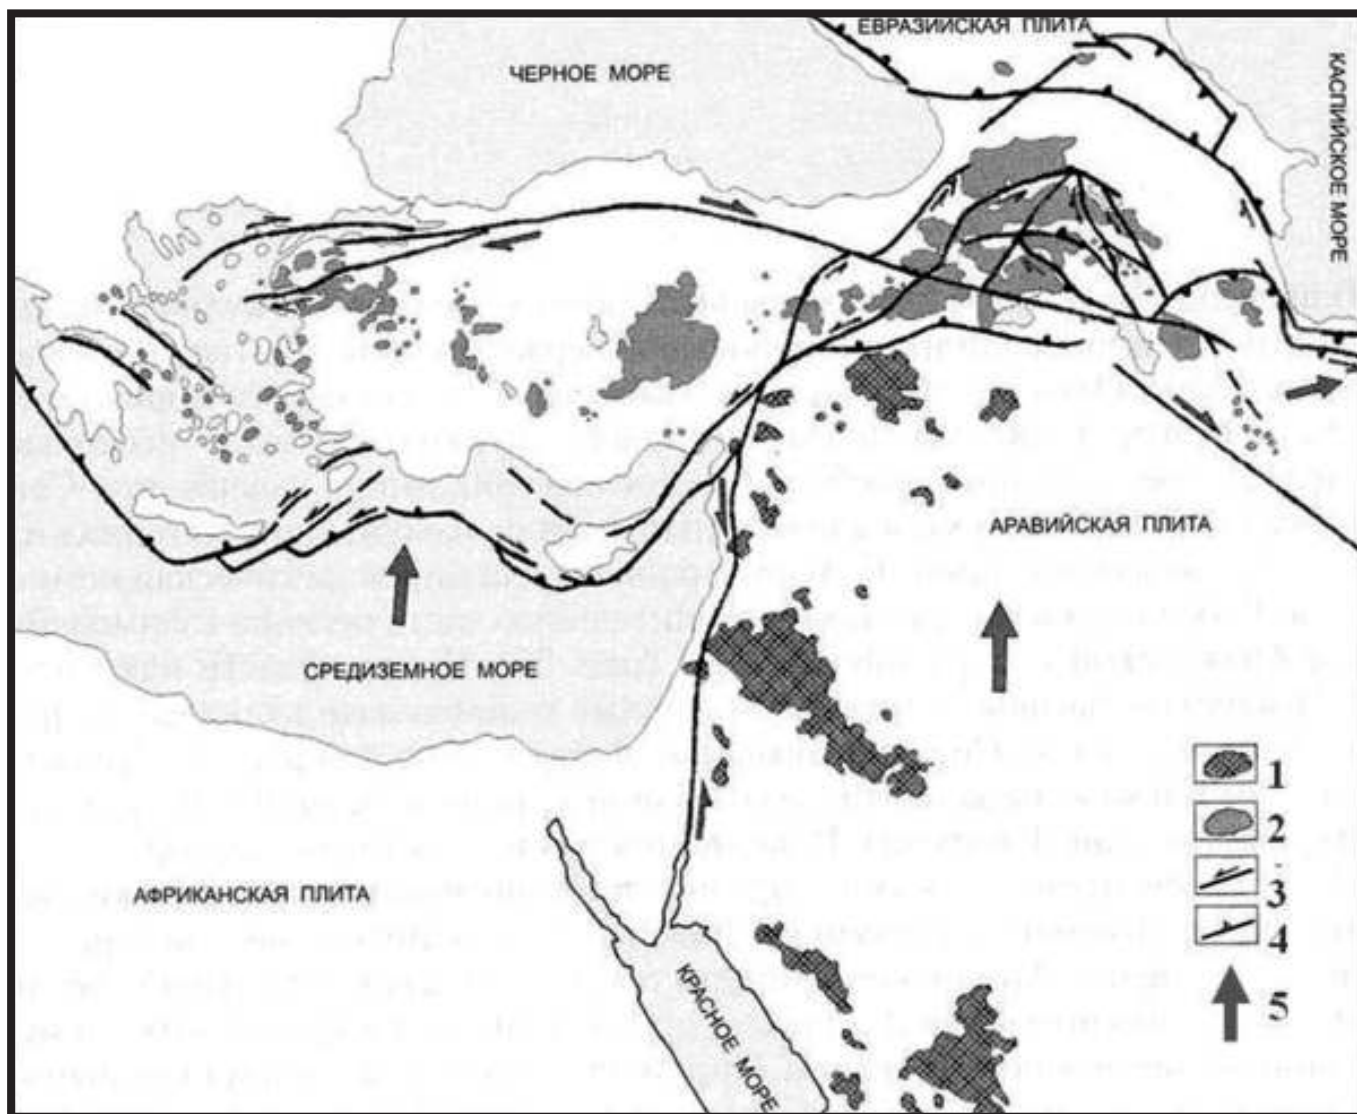 ЕВРАЗИЙСКАЯ ПЛИТА
ЧЕРНОЕ МОРЕ
КАСПИЙСКОЕ МОРЕ
АРАВИЙСКАЯ ПЛИТА
СРЕДИЗЕМНОЕ МОРЕ
АФРИКАНСКАЯ ПЛИТА
КРАСНОЕ МОРЕ
1
2
3
4
5